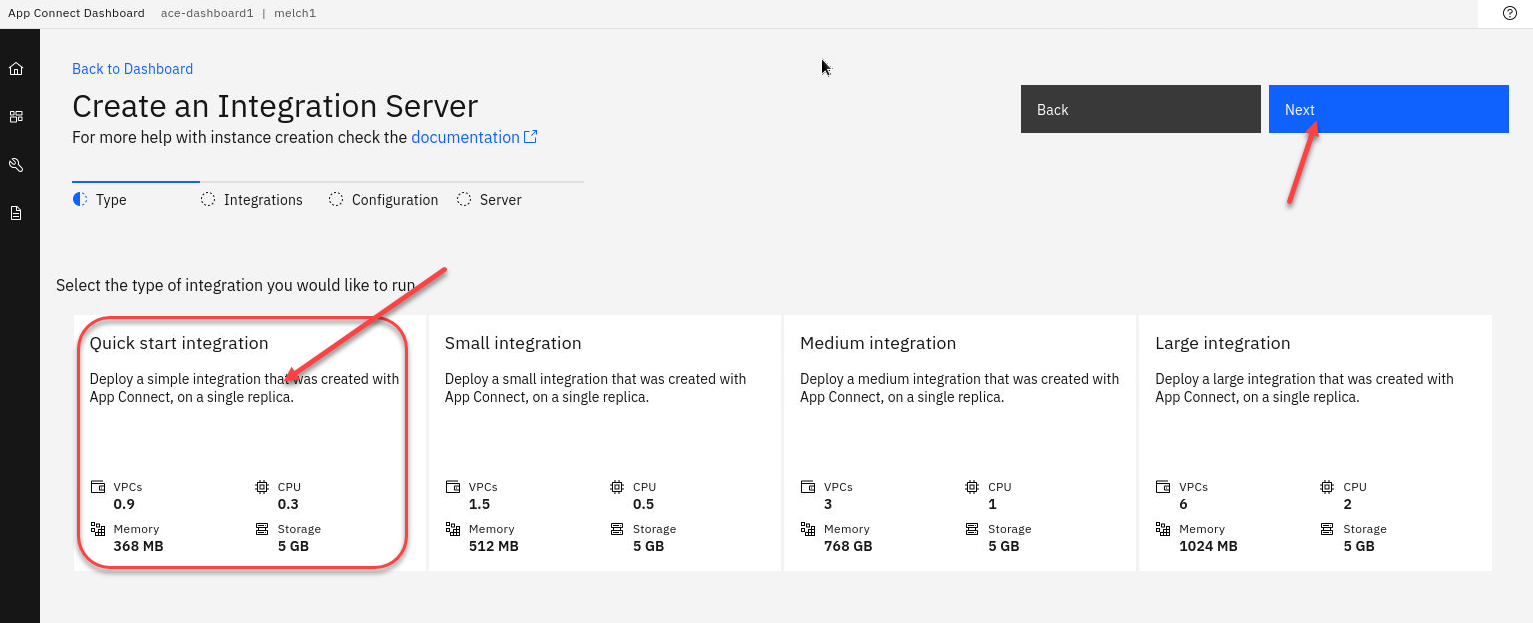 App Connect Dashboard ace-dashboard1 | melch1
Back to Dashboard
Create an Integration Server
For more help with instance creation check the documentation
Back
Next
Type
Integrations
Configuration
Server
Select the type of integration you would like to run
Quick start integration
Deploy a simple integration that was created with
App Connect, on a single replica.
VPCs
0.9
CPU
0.3
Memory
368 MB
Storage
5 GB
Small integration
Deploy a small integration that was created with
App Connect, on a single replica.
VPCs
1.5
CPU
0.5
Memory
512 MB
Storage
5 GB
Medium integration
Deploy a medium integration that was created with
App Connect, on a single replica.
VPCs
3
CPU
1
Memory
768 GB
Storage
5 GB
Large integration
Deploy a large integration that was created with
App Connect, on a single replica.
VPCs
6
CPU
2
Memory
1024 MB
Storage
5 GB